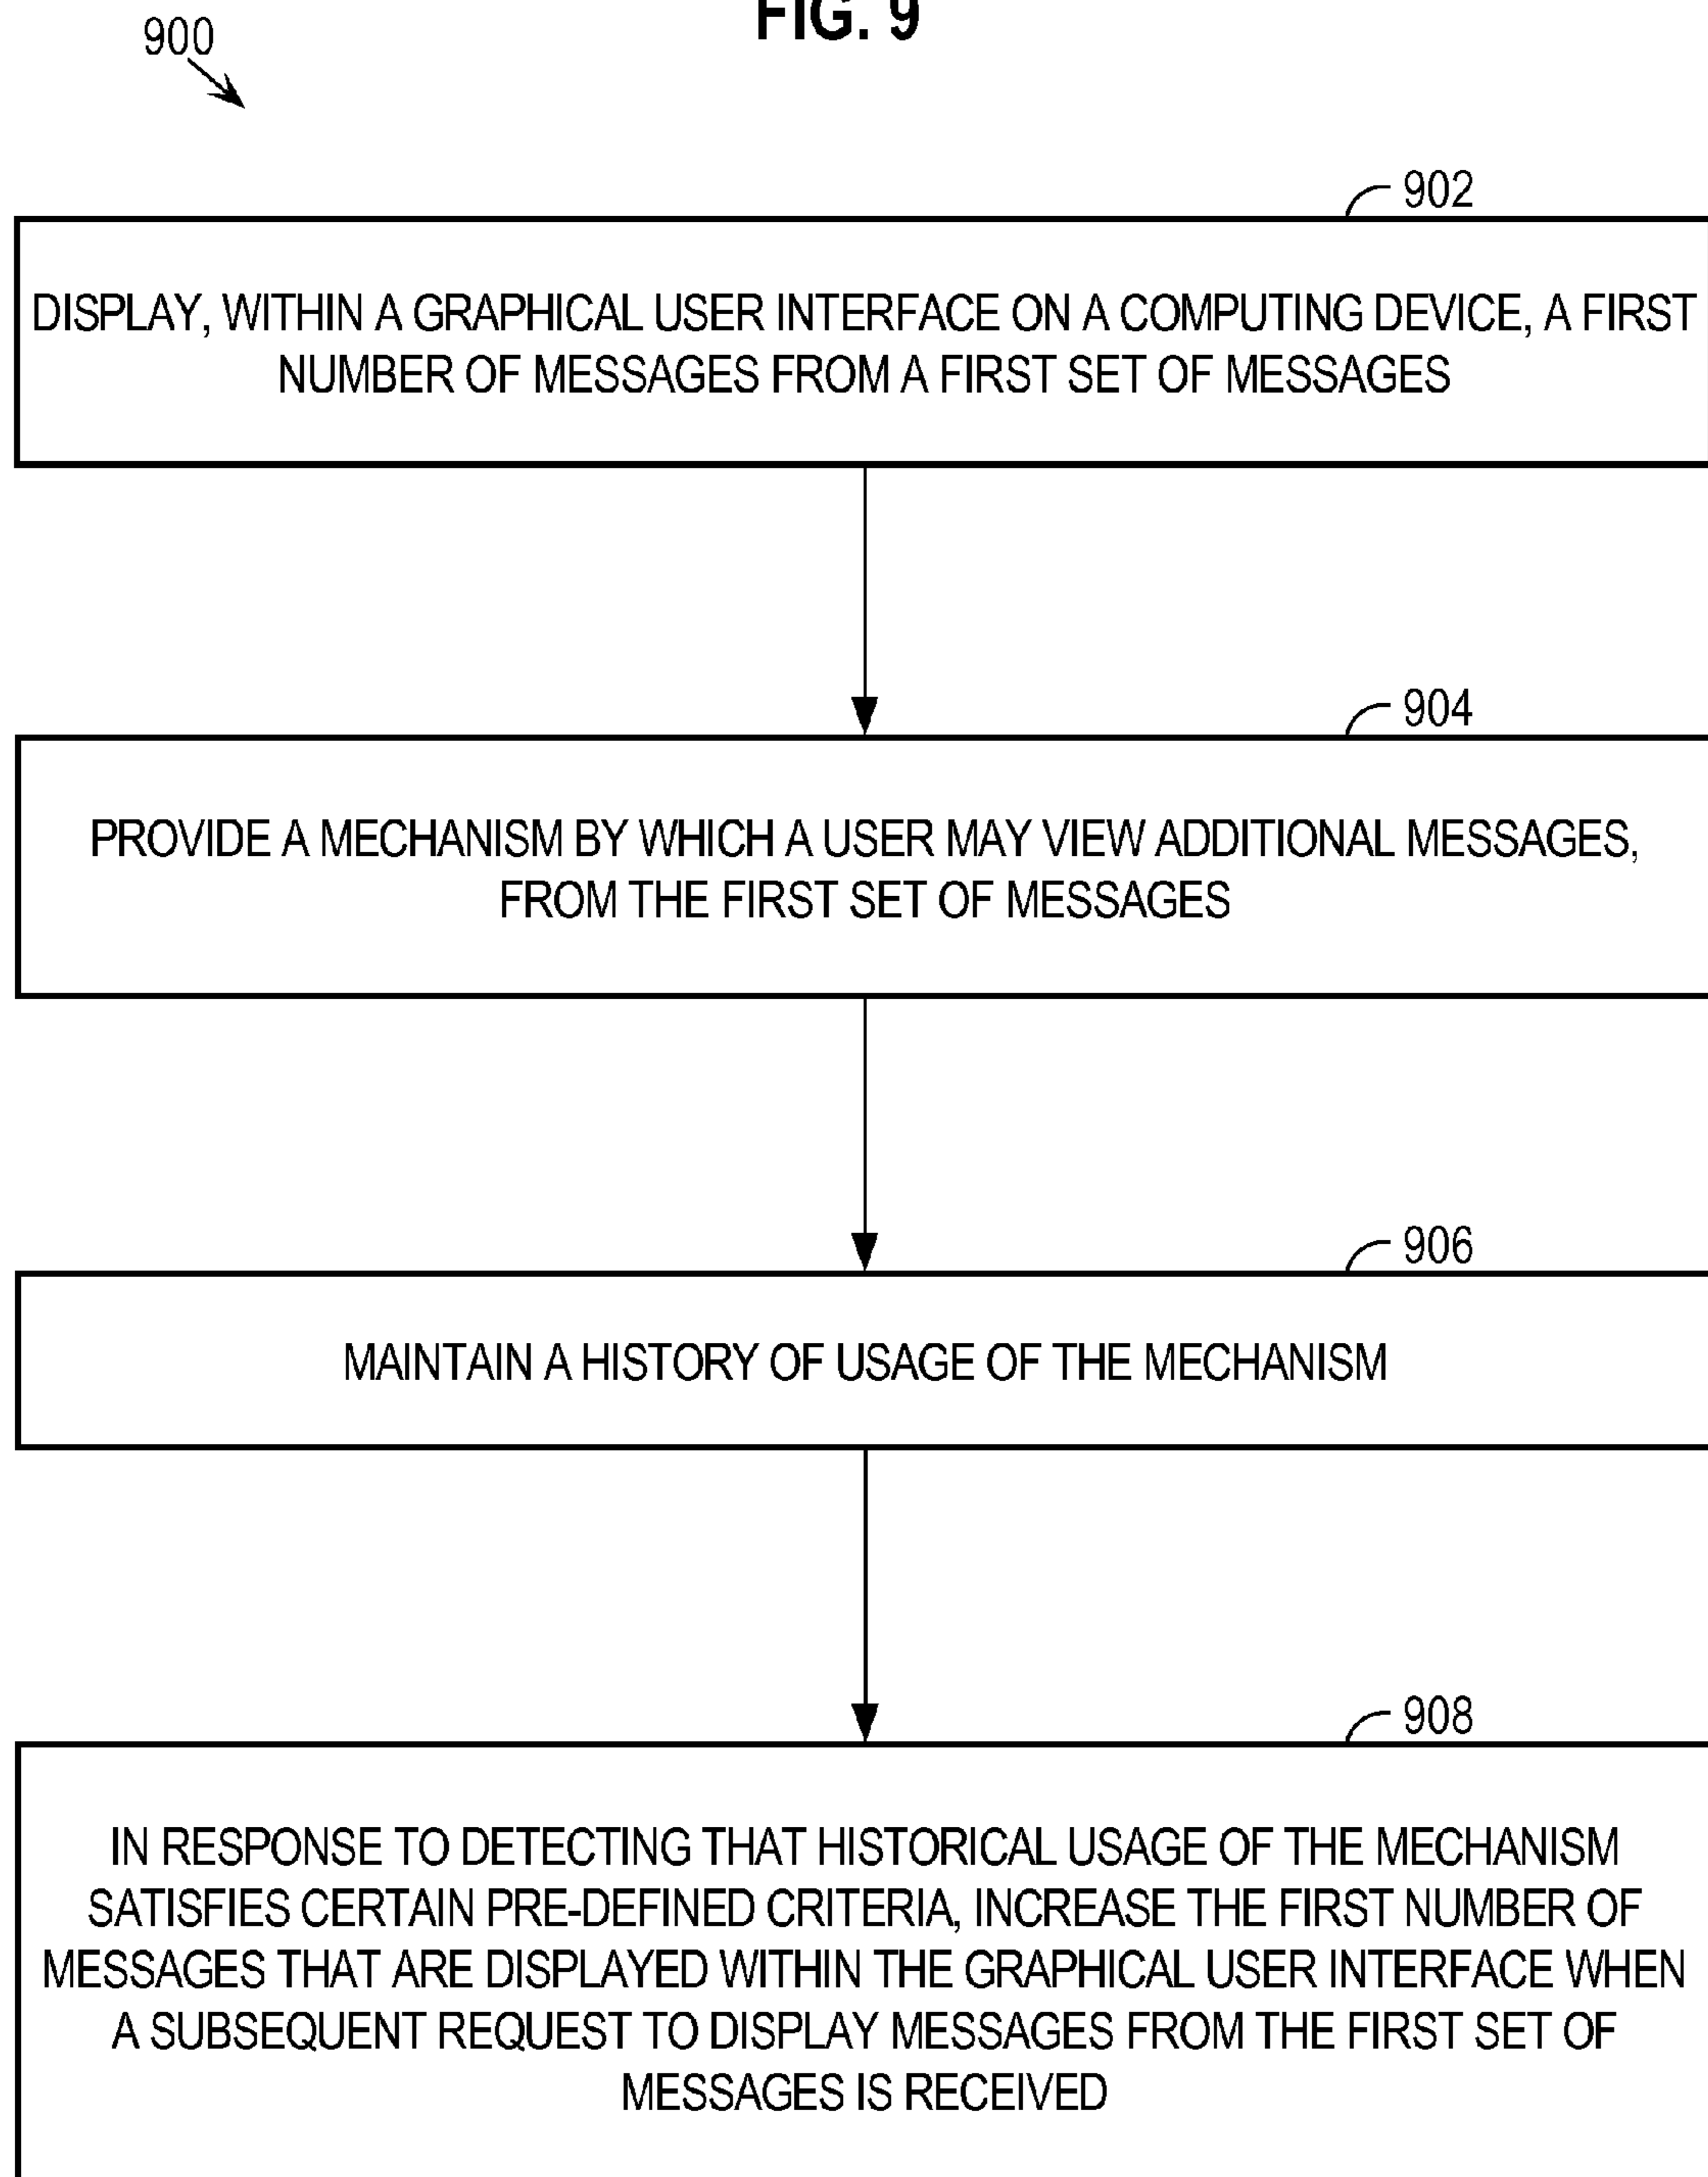 FIG. 9
900
902
DISPLAY, WITHIN A GRAPHICAL USER INTERFACE ON A COMPUTING DEVICE, A FIRST
NUMBER OF MESSAGES FROM A FIRST SET OF MESSAGES
904
PROVIDE A MECHANISM BY WHICH A USER MAY VIEW ADDITIONAL MESSAGES,
FROM THE FIRST SET OF MESSAGES
906
MAINTAIN A HISTORY OF USAGE OF THE MECHANISM
908
IN RESPONSE TO DETECTING THAT HISTORICAL USAGE OF THE MECHANISM
SATISFIES CERTAIN PRE-DEFINED CRITERIA, INCREASE THE FIRST NUMBER OF
MESSAGES THAT ARE DISPLAYED WITHIN THE GRAPHICAL USER INTERFACE WHEN
A SUBSEQUENT REQUEST TO DISPLAY MESSAGES FROM THE FIRST SET OF
MESSAGES IS RECEIVED